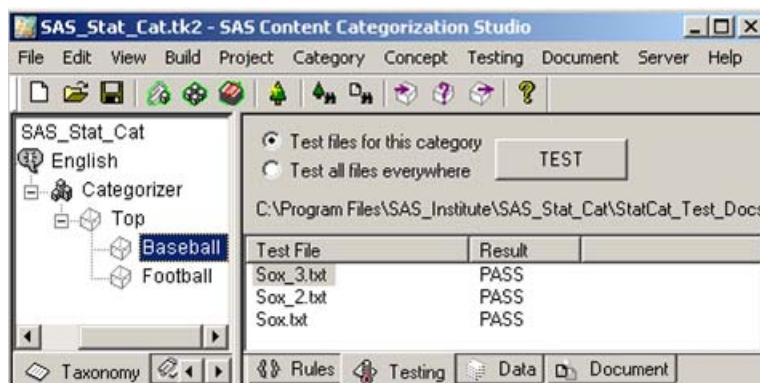 SAS_Stat_Cat.tk2 - SAS Content Categorization Studio
File Edit View Build Project Category Concept Testing Document Server Help
SAS_Stat_Cat
English
Categorizer
Top
Baseball
Football
Taxonomy
Test files for this category
Test all files everywhere
TEST
C:\Program Files\SAS_Institute\SAS_Stat_Cat\StatCat_Test_Docs
Test File Result
Sox_3.txt PASS
Sox_2.txt PASS
Sox.txt PASS
Rules Testing Data Document